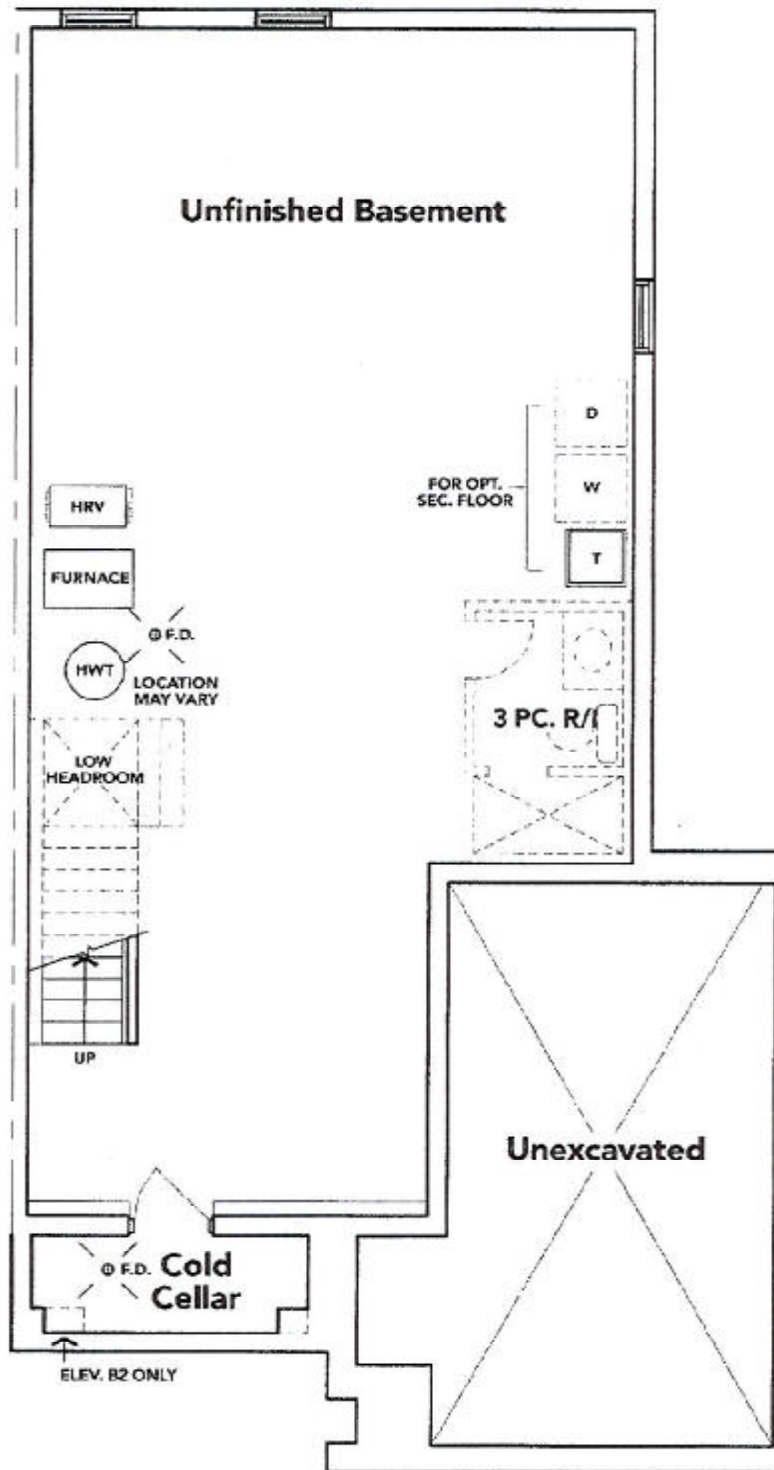 Unfinished Basement
D
FOR OPT.
SEC. FLOOR
W
T
HRV
FURNACE
F.D.
HWT
LOCATION
MAY VARY
3 PC. R/I
LOW
HEADROOM
UP
Unexcavated
F.D.
Cold
Cellar
ELEV. B2 ONLY